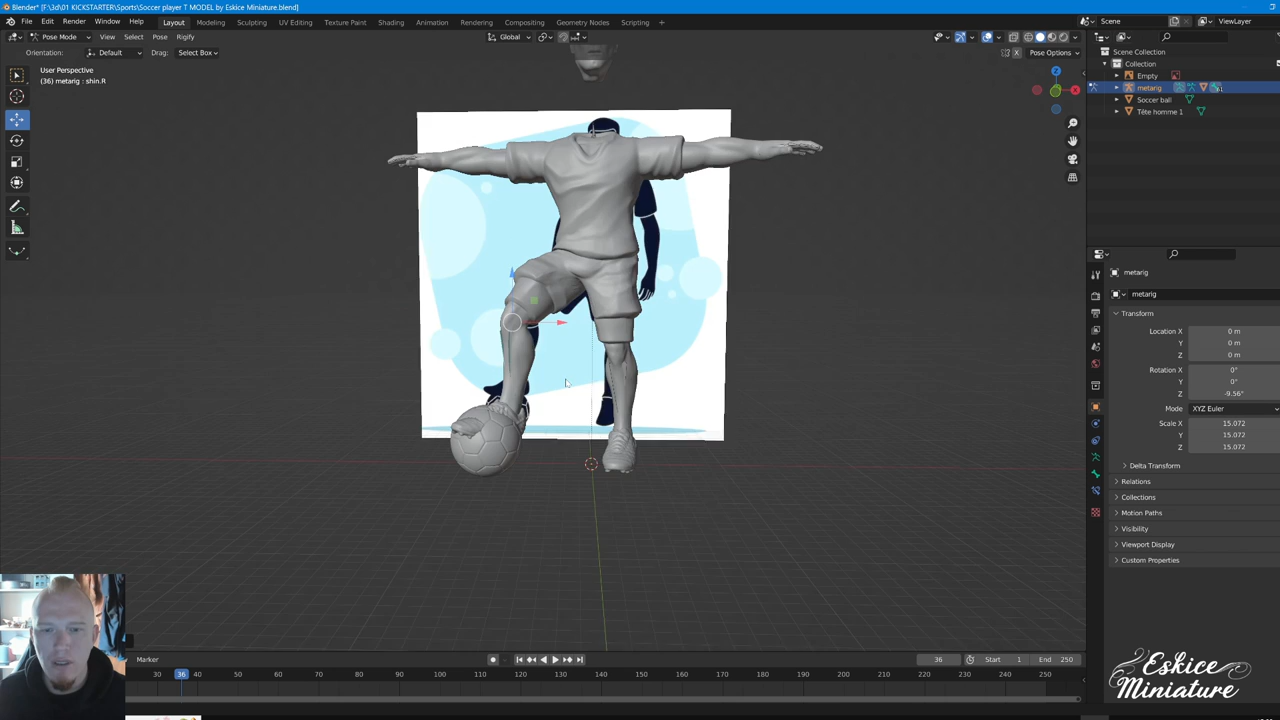 Blender* [F:\3d\01 KICKSTARTER\Sports\Soccer player T MODEL by Eskice Miniature.blend]
File Edit Render Window Help Layout Modeling Sculpting UV Editing Texture Paint Shading Animation Rendering Compositing Geometry Nodes Scripting + Scene ViewLayer
Pose Mode View Select Pose Rigify Global
Orientation: Default Drag: Select Box Pose Options
User Perspective
(36) metarig : shin.R
Z
X
Scene Collection
Collection
Empty
metarig
Soccer ball
Tête homme 1
metarig
metarig
Transform
Location X 0 m
Y 0 m
Z 0 m
Rotation X 0°
Y 0°
Z -9.56°
Mode XYZ Euler
Scale X 15.072
Y 15.072
Z 15.072
Delta Transform
Relations
Collections
Motion Paths
Visibility
Viewport Display
Custom Properties
Marker 36 Start 1 End 250
30 36 40 50 60 70 80 90 100 110 120 130 140 150 160 170 180 190 200 210 220 230 240 250
Eskice
Miniature